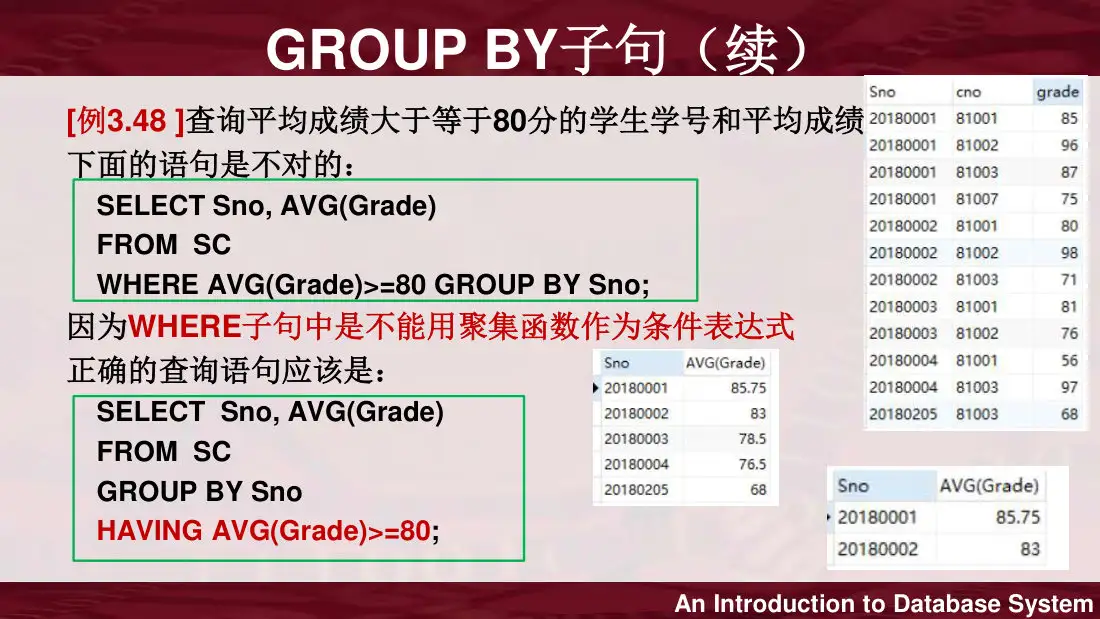 GROUP BY子句（续）
[例3.48 ]查询平均成绩大于等于80分的学生学号和平均成绩
下面的语句是不对的：
SELECT Sno, AVG(Grade)
FROM  SC
WHERE AVG(Grade)>=80 GROUP BY Sno;
因为WHERE子句中是不能用聚集函数作为条件表达式
正确的查询语句应该是：
SELECT  Sno, AVG(Grade)
FROM  SC
GROUP BY Sno
HAVING AVG(Grade)>=80;
Sno cno grade
20180001 81001 85
20180001 81002 96
20180001 81003 87
20180001 81007 75
20180002 81001 80
20180002 81002 98
20180002 81003 71
20180003 81001 81
20180003 81002 76
20180004 81001 56
20180004 81003 97
20180205 81003 68
Sno AVG(Grade)
20180001 85.75
20180002 83
20180003 78.5
20180004 76.5
20180205 68
Sno AVG(Grade)
20180001 85.75
20180002 83
An Introduction to Database System